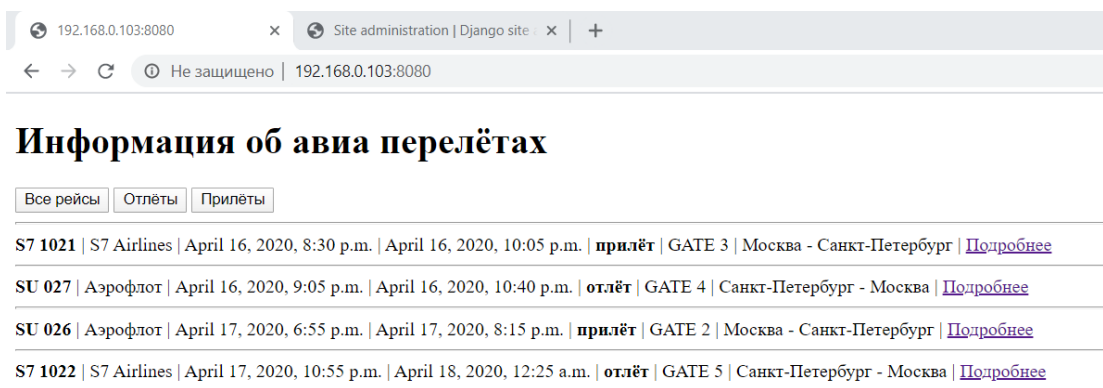 192.168.0.103:8080 Site administration | Django site
Не защищено | 192.168.0.103:8080
Информация об авиа перелётах
Все рейсы Отлёты Прилёты
S7 1021 | S7 Airlines | April 16, 2020, 8:30 p.m. | April 16, 2020, 10:05 p.m. | прилёт | GATE 3 | Москва - Санкт-Петербург | Подробнее
SU 027 | Аэрофлот | April 16, 2020, 9:05 p.m. | April 16, 2020, 10:40 p.m. | отлёт | GATE 4 | Санкт-Петербург - Москва | Подробнее
SU 026 | Аэрофлот | April 17, 2020, 6:55 p.m. | April 17, 2020, 8:15 p.m. | прилёт | GATE 2 | Москва - Санкт-Петербург | Подробнее
S7 1022 | S7 Airlines | April 17, 2020, 10:55 p.m. | April 18, 2020, 12:25 a.m. | отлёт | GATE 5 | Санкт-Петербург - Москва | Подробнее